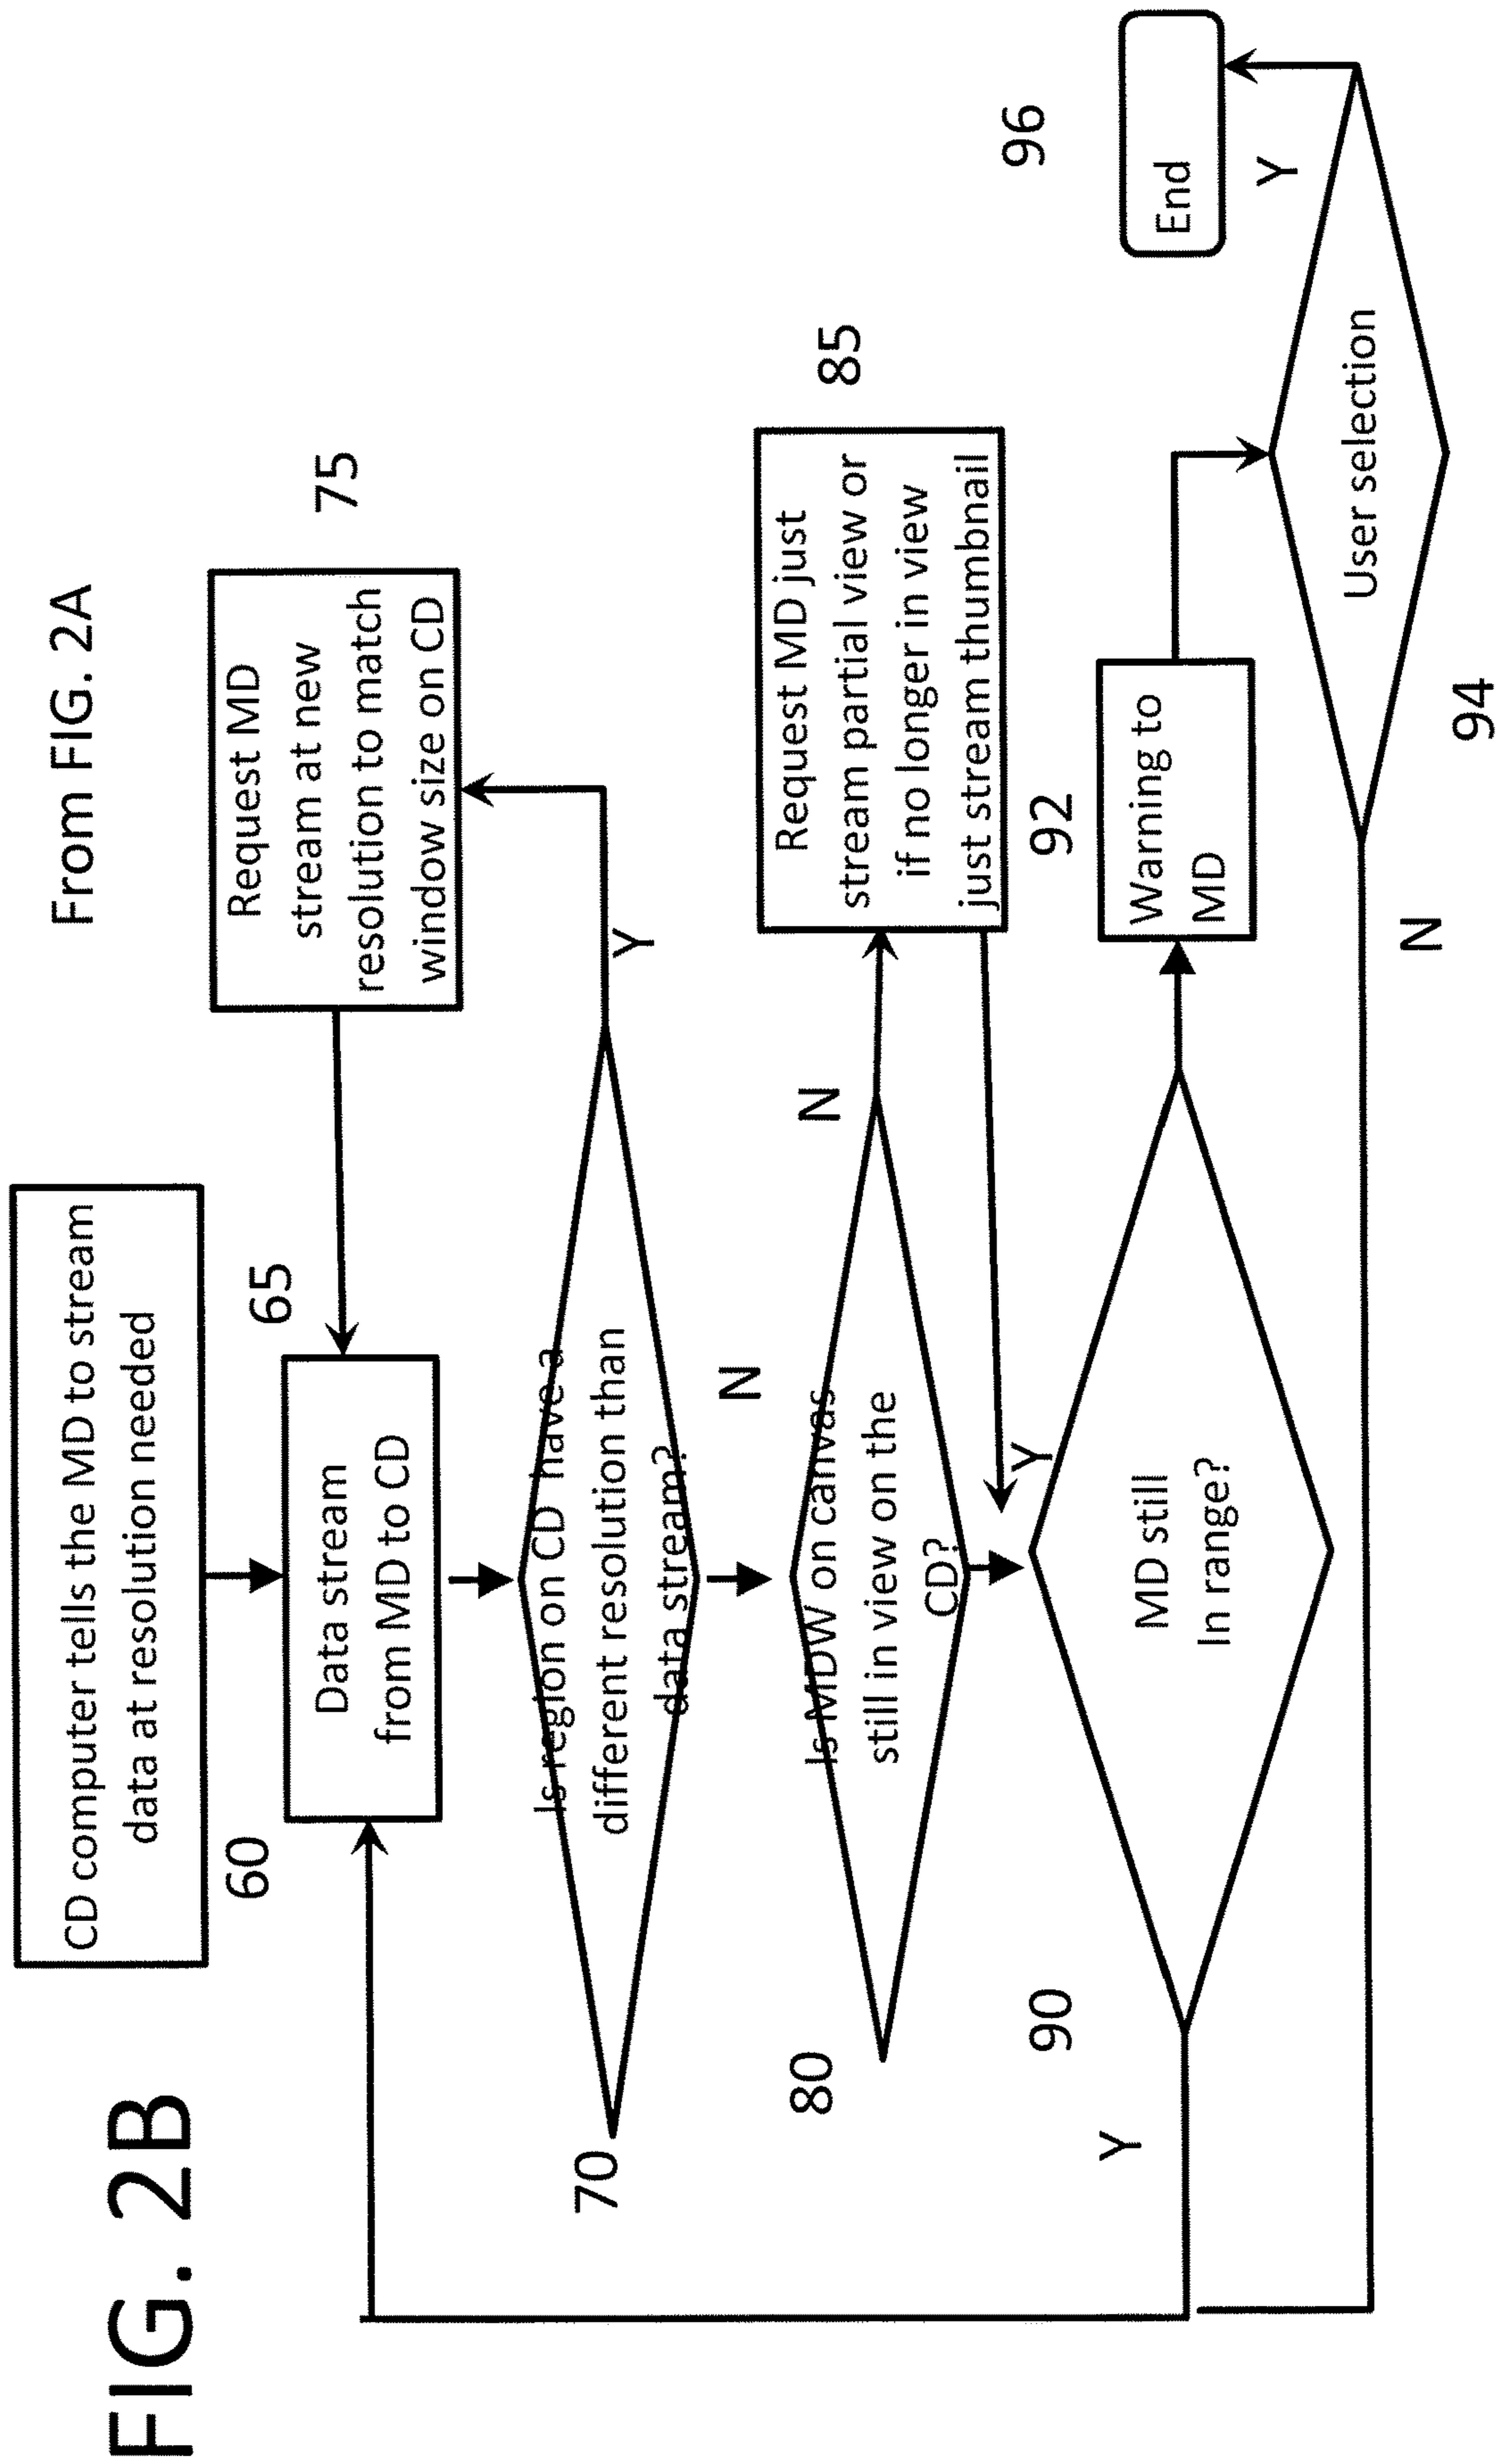 FIG. 2B
From FIG. 2A
CD computer tells the MD to stream
data at resolution needed
60
65
Data stream
from MD to CD
75
Request MD
stream at new
resolution to match
window size on CD
70
Is region on CD have a
different resolution than
data stream?
Y
N
80
Is MDW on canvas
still in view on the
CD?
N
85
Request MD just
stream partial view or
if no longer in view
just stream thumbnail
Y
90
MD still
In range?
Y
92
Warning to
MD
94
User selection
N
Y
96
End